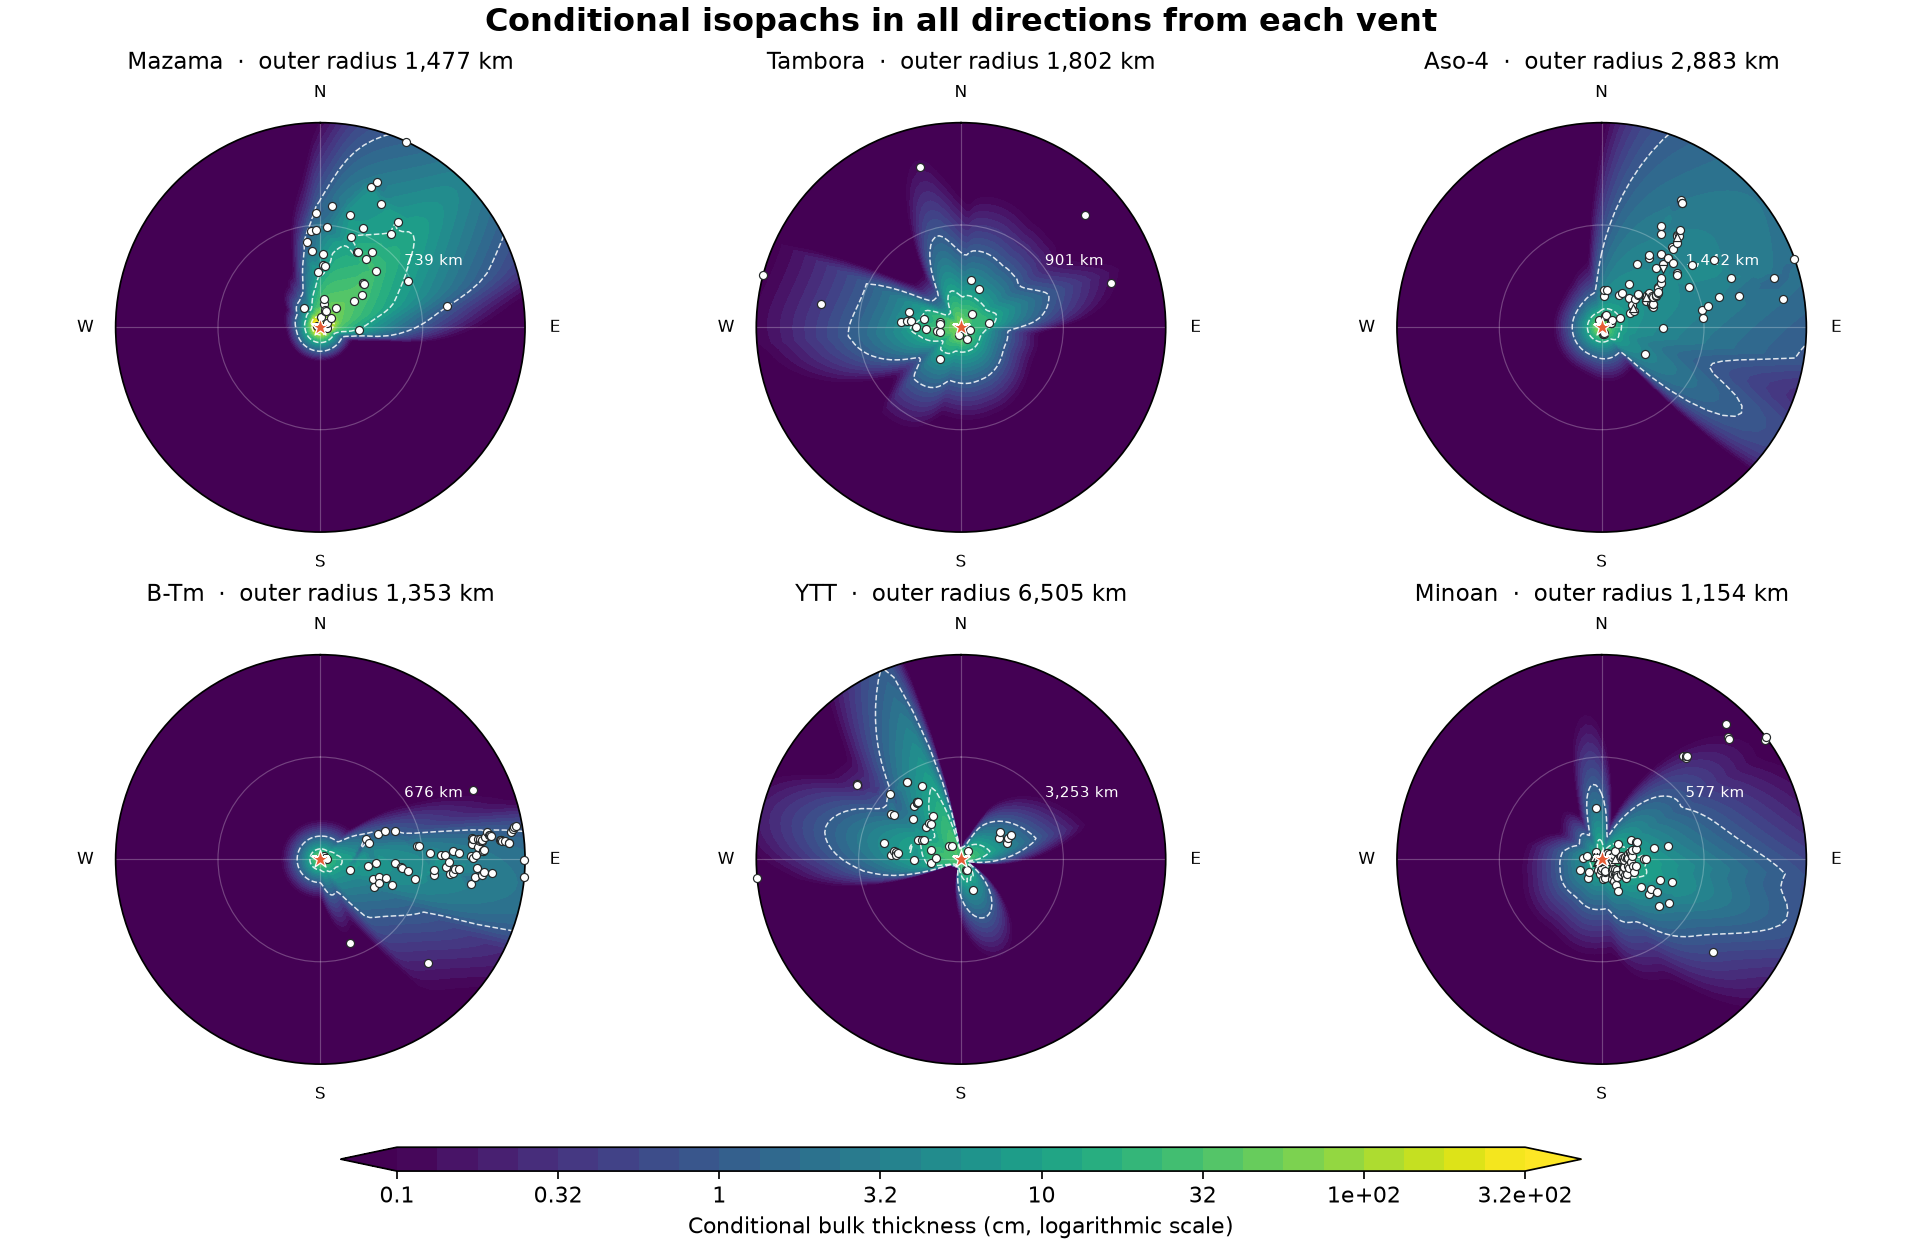 Conditional isopachs in all directions from each vent
Mazama · outer radius 1,477 km
Tambora · outer radius 1,802 km
Aso-4 · outer radius 2,883 km
N
N
N
739 km
901 km
1,442 km
W
E
W
E
W
E
S
S
S
B-Tm · outer radius 1,353 km
YTT · outer radius 6,505 km
Minoan · outer radius 1,154 km
N
N
N
676 km
3,253 km
577 km
W
E
W
E
W
E
S
S
S
0.1 0.32 1 3.2 10 32 1e+02 3.2e+02
Conditional bulk thickness (cm, logarithmic scale)